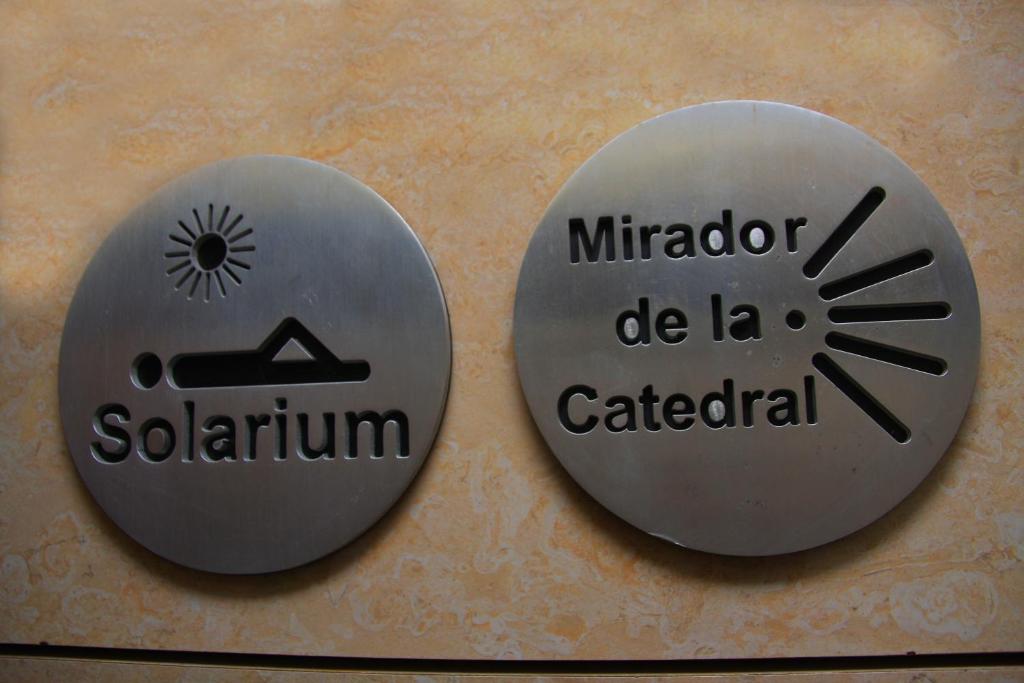 Solarium
Mirador
de la
Catedral